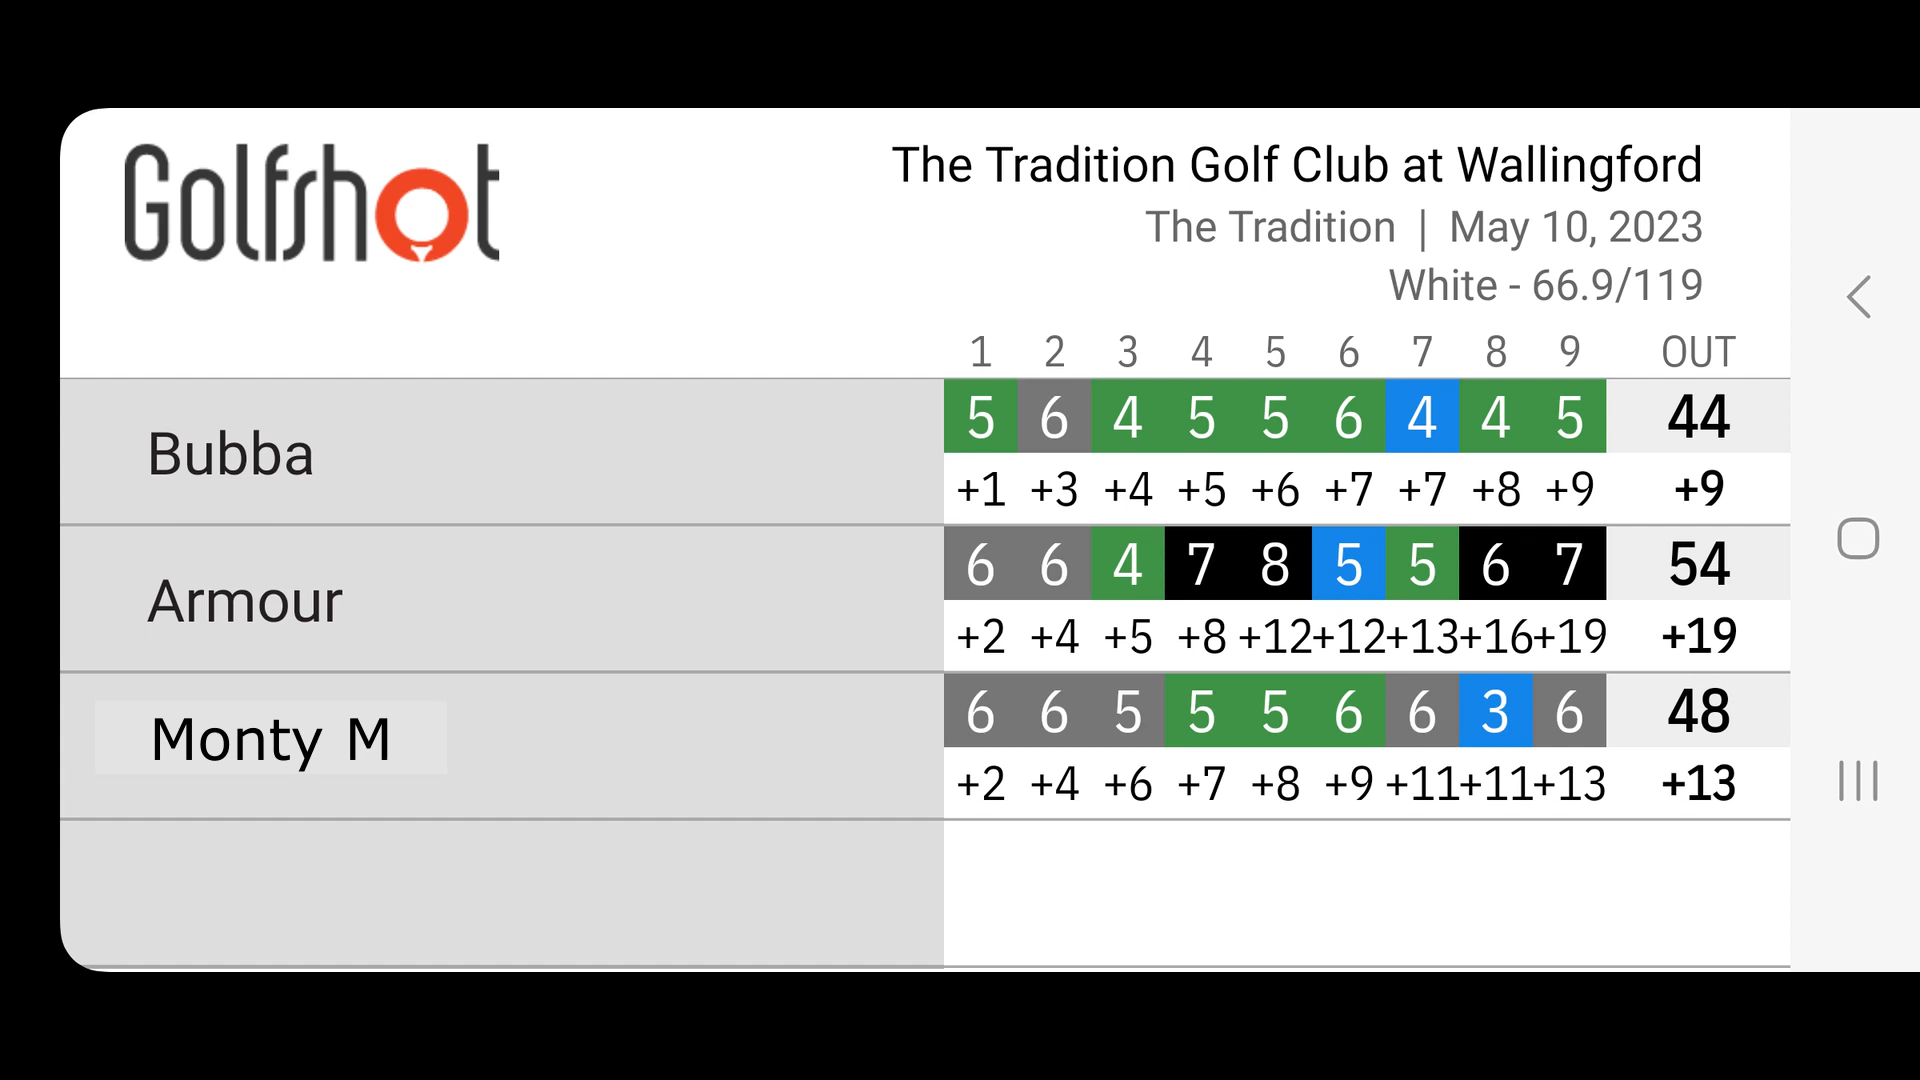 Golfshot
The Tradition Golf Club at Wallingford
The Tradition | May 10, 2023
White - 66.9/119
1 2 3 4 5 6 7 8 9 OUT
Bubba
5 6 4 5 5 6 4 4 5 44
+1 +3 +4 +5 +6 +7 +7 +8 +9 +9
Armour
6 6 4 7 8 5 5 6 7 54
+2 +4 +5 +8 +12 +12 +13 +16 +19 +19
Monty M
6 6 5 5 5 6 6 3 6 48
+2 +4 +6 +7 +8 +9 +11 +11 +13 +13